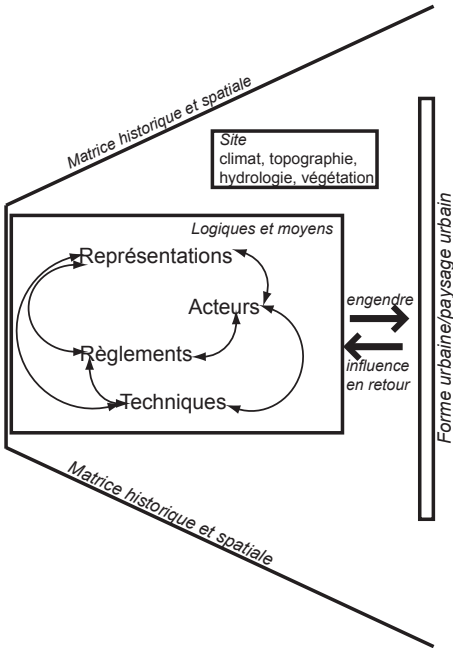 Matrice historique et spatiale
Site
climat, topographie,
hydrologie, végétation
Logiques et moyens
Représentations
Acteurs
Règlements
Techniques
engendre
influence
en retour
Forme urbaine/paysage urbain
Matrice historique et spatiale